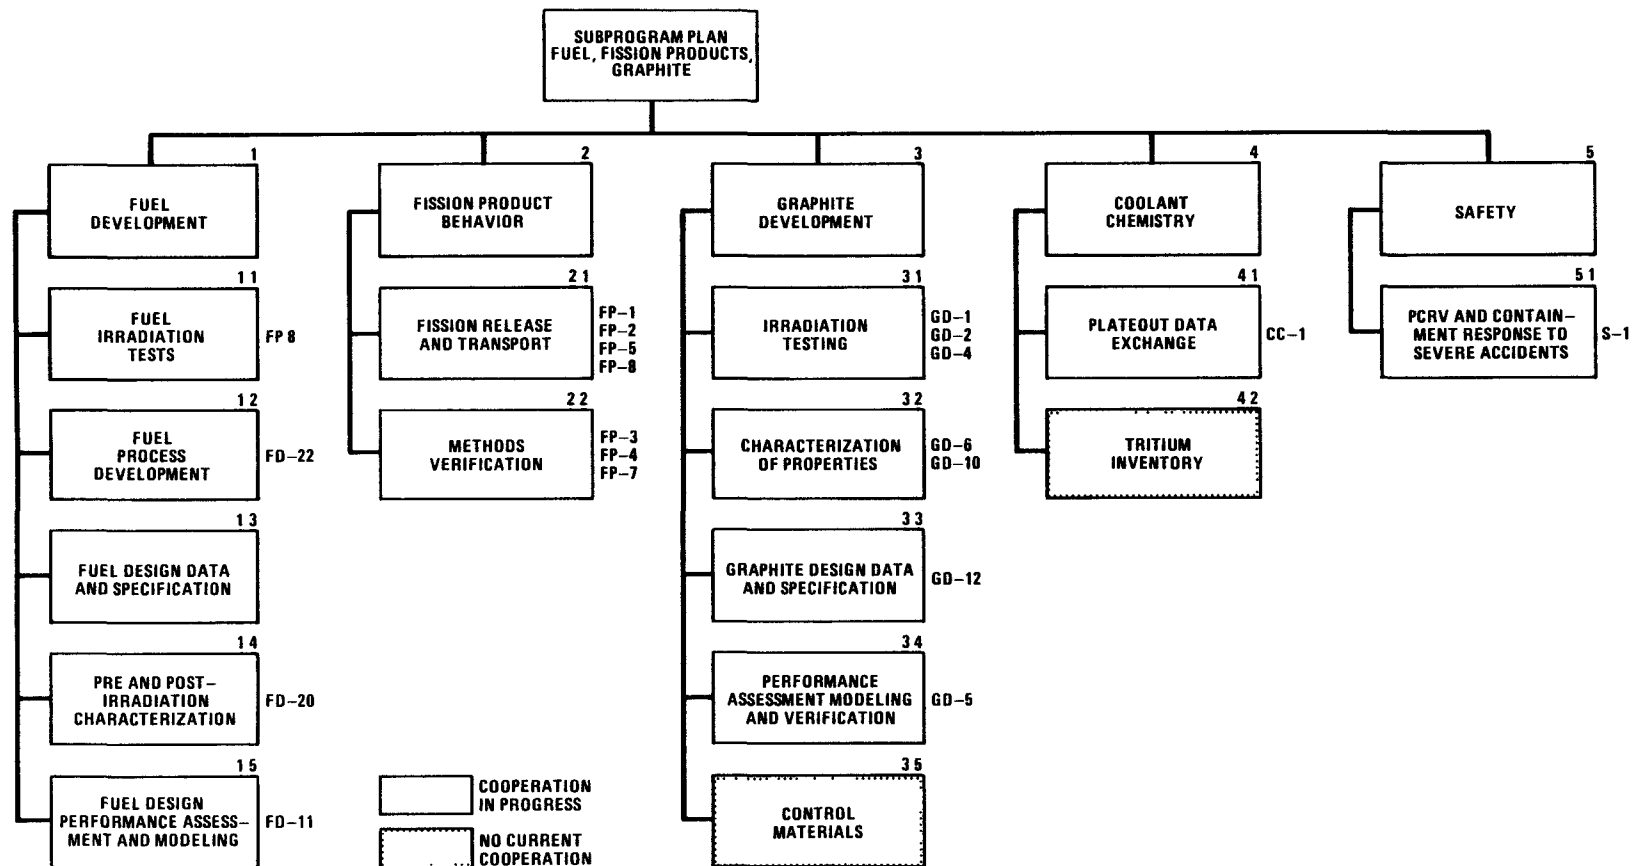 SUBPROGRAM PLAN
FUEL, FISSION PRODUCTS,
GRAPHITE
1
FUEL
DEVELOPMENT
11
FUEL
IRRADIATION
TESTS
FP 8
12
FUEL
PROCESS
DEVELOPMENT
FD-22
13
FUEL DESIGN DATA
AND SPECIFICATION
14
PRE AND POST-
IRRADIATION
CHARACTERIZATION
FD-20
15
FUEL DESIGN
PERFORMANCE ASSESS-
MENT AND MODELING
FD-11
2
FISSION PRODUCT
BEHAVIOR
21
FISSION RELEASE
AND TRANSPORT
FP-1
FP-2
FP-5
FP-8
22
METHODS
VERIFICATION
FP-3
FP-4
FP-7
3
GRAPHITE
DEVELOPMENT
31
IRRADIATION
TESTING
GD-1
GD-2
GD-4
32
CHARACTERIZATION
OF PROPERTIES
GD-6
GD-10
33
GRAPHITE DESIGN DATA
AND SPECIFICATION
GD-12
34
PERFORMANCE
ASSESSMENT MODELING
AND VERIFICATION
GD-5
35
CONTROL
MATERIALS
4
COOLANT
CHEMISTRY
41
PLATEOUT DATA
EXCHANGE
CC-1
42
TRITIUM
INVENTORY
5
SAFETY
51
PCRV AND CONTAIN-
MENT RESPONSE TO
SEVERE ACCIDENTS
S-1
COOPERATION
IN PROGRESS
NO CURRENT
COOPERATION